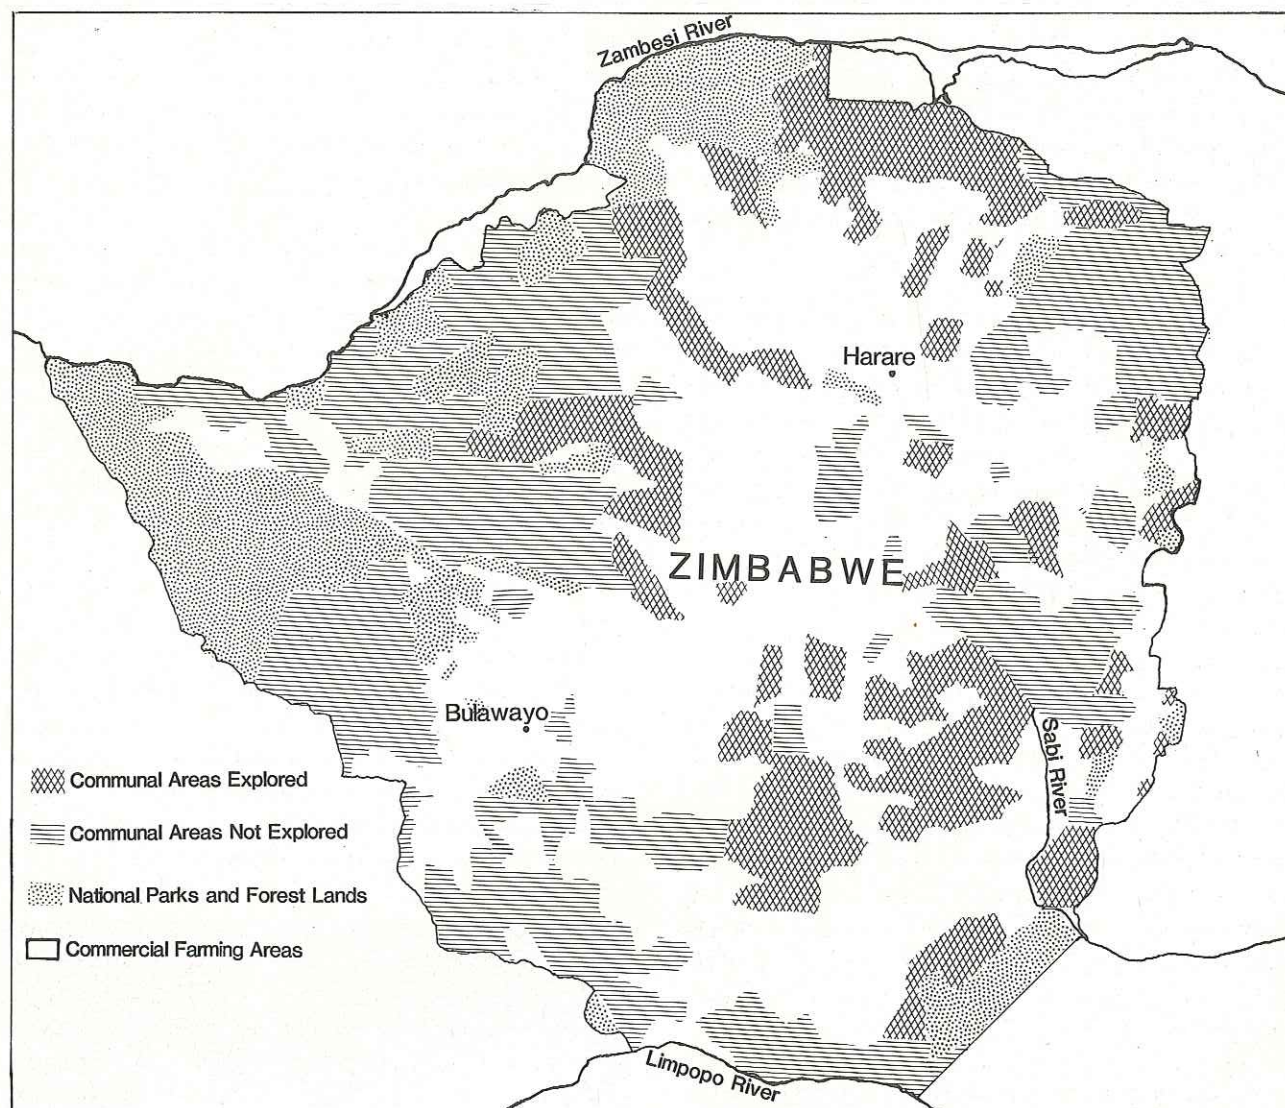 Zambesi River
Harare
ZIMBABWE
Bulawayo
Sabi River
Communal Areas Explored
Communal Areas Not Explored
National Parks and Forest Lands
Commercial Farming Areas
Limpopo River